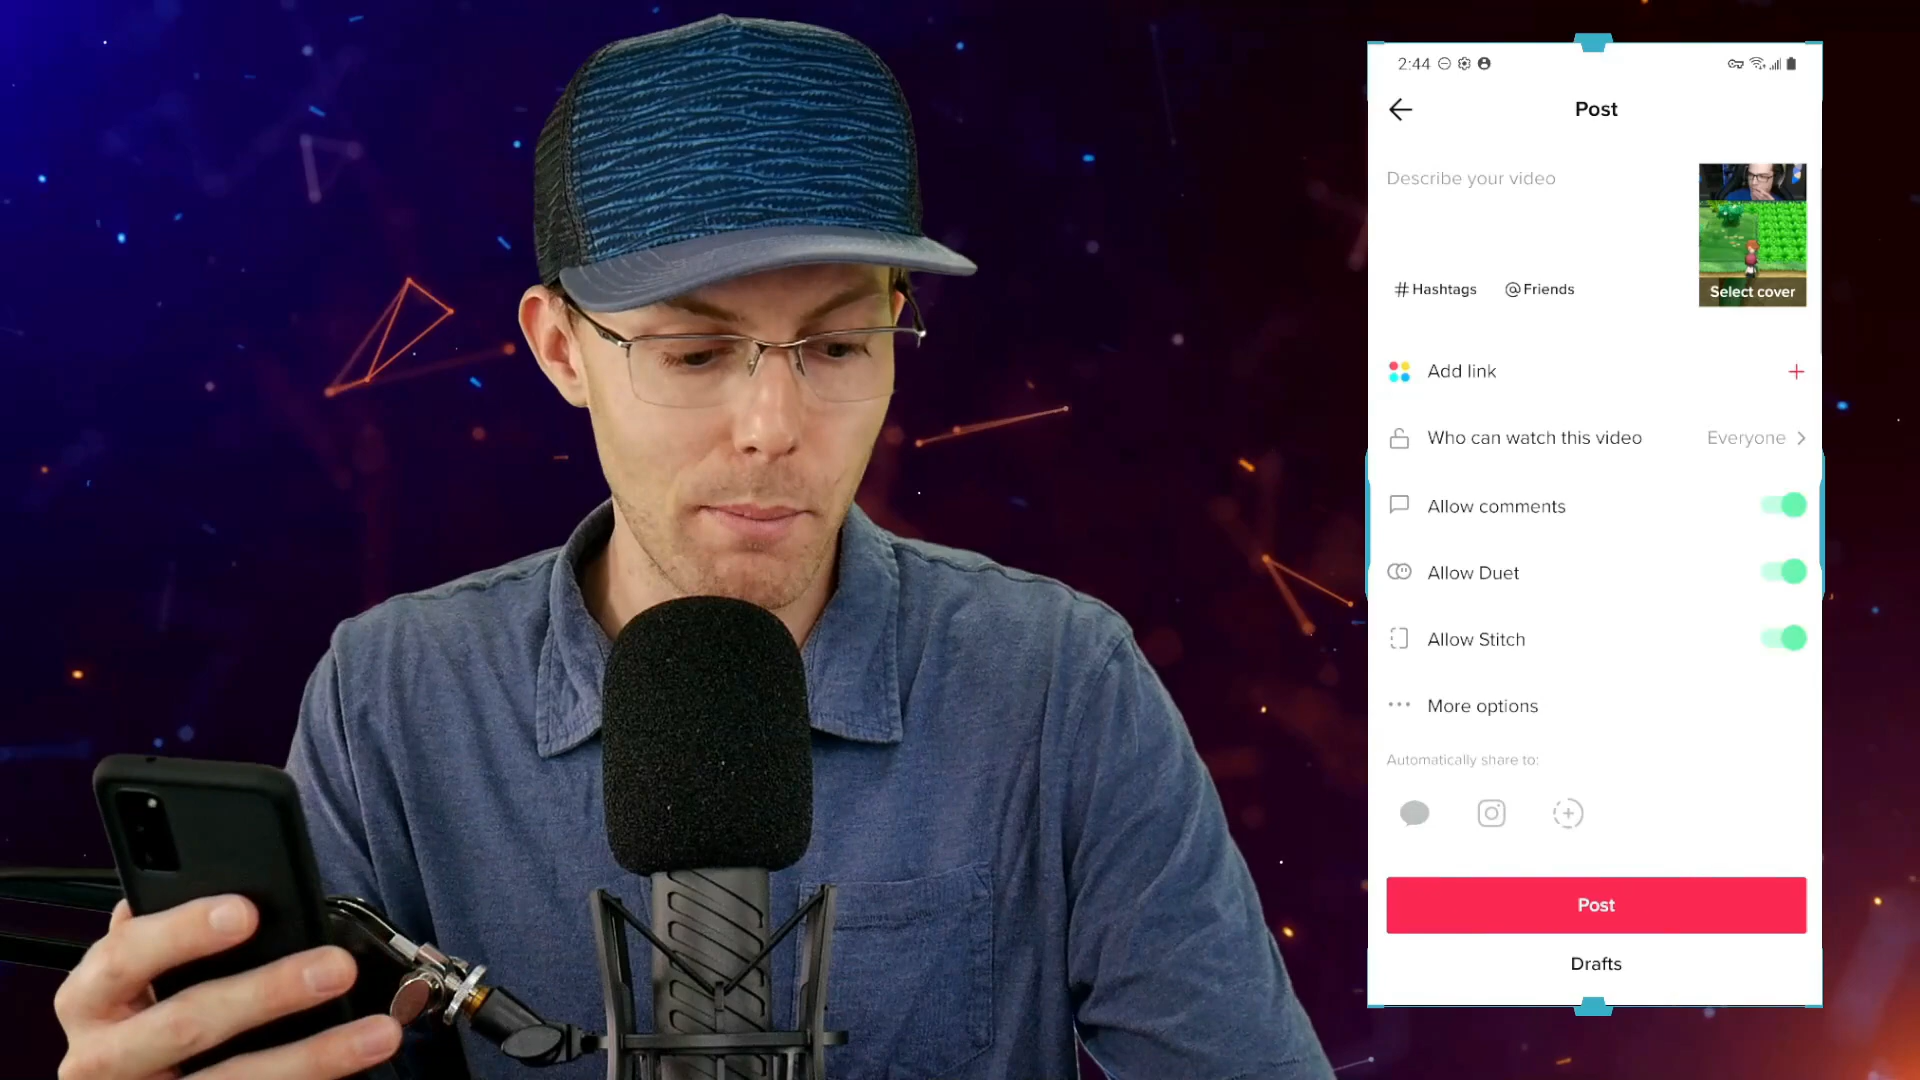 2:44
Post
Describe your video
# Hashtags
@ Friends
Select cover
Add link
Who can watch this video
Everyone
Allow comments
Allow Duet
Allow Stitch
More options
Automatically share to:
Post
Drafts